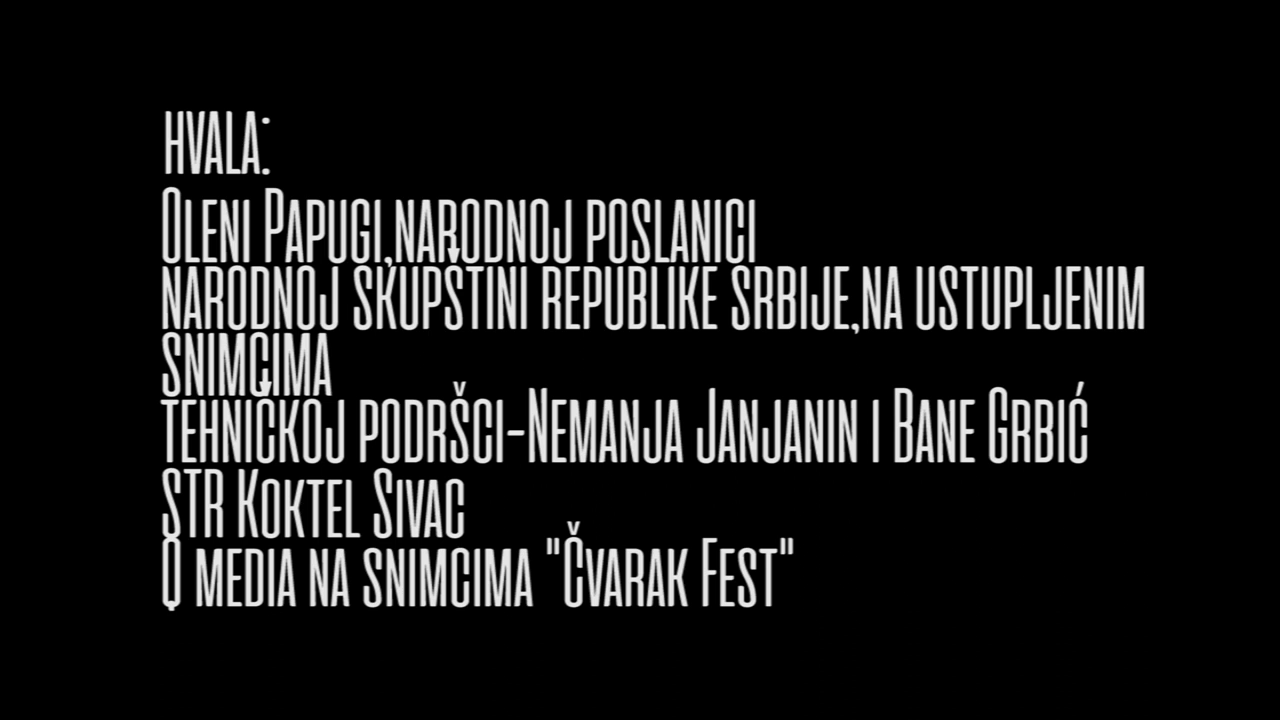 HVALA:
OLENI PAPUGI,NARODNOJ POSLANICI
NARODNOJ SKUPŠTINI REPUBLIKE SRBIJE,NA USTUPLJENIM
SNIMCIMA
TEHNIČKOJ PODRŠCI-NEMANJA JANJANIN I BANE GRBIĆ
STR KOKTEL SIVAC
Q MEDIA NA SNIMCIMA "ČVARAK FEST"